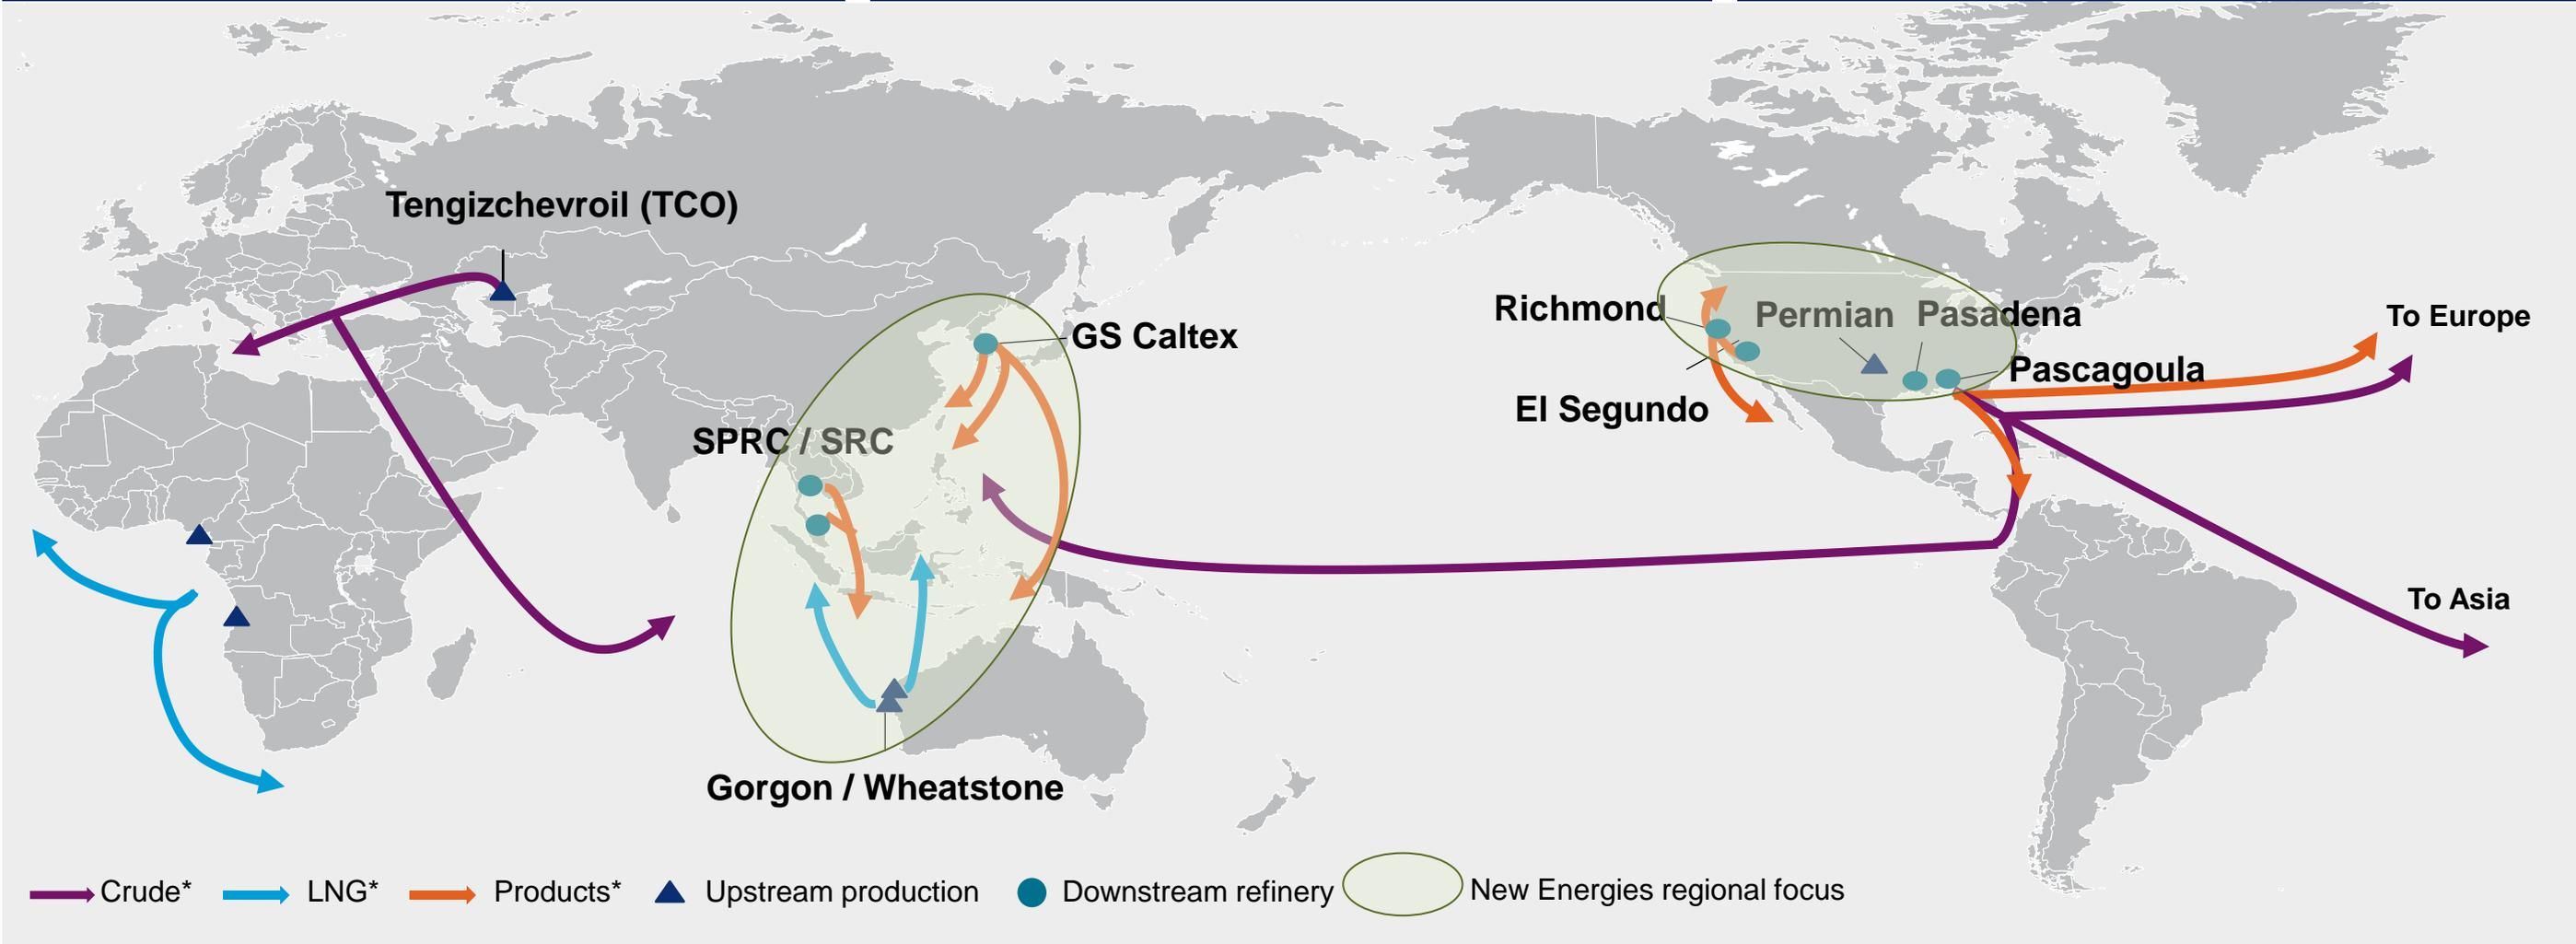 Tengizchevroil (TCO)
GS Caltex
SPRC / SRC
Gorgon / Wheatstone
Richmond
Permian
Pasadena
El Segundo
Pascagoula
To Europe
To Asia
Crude*
LNG*
Products*
Upstream production
Downstream refinery
New Energies regional focus